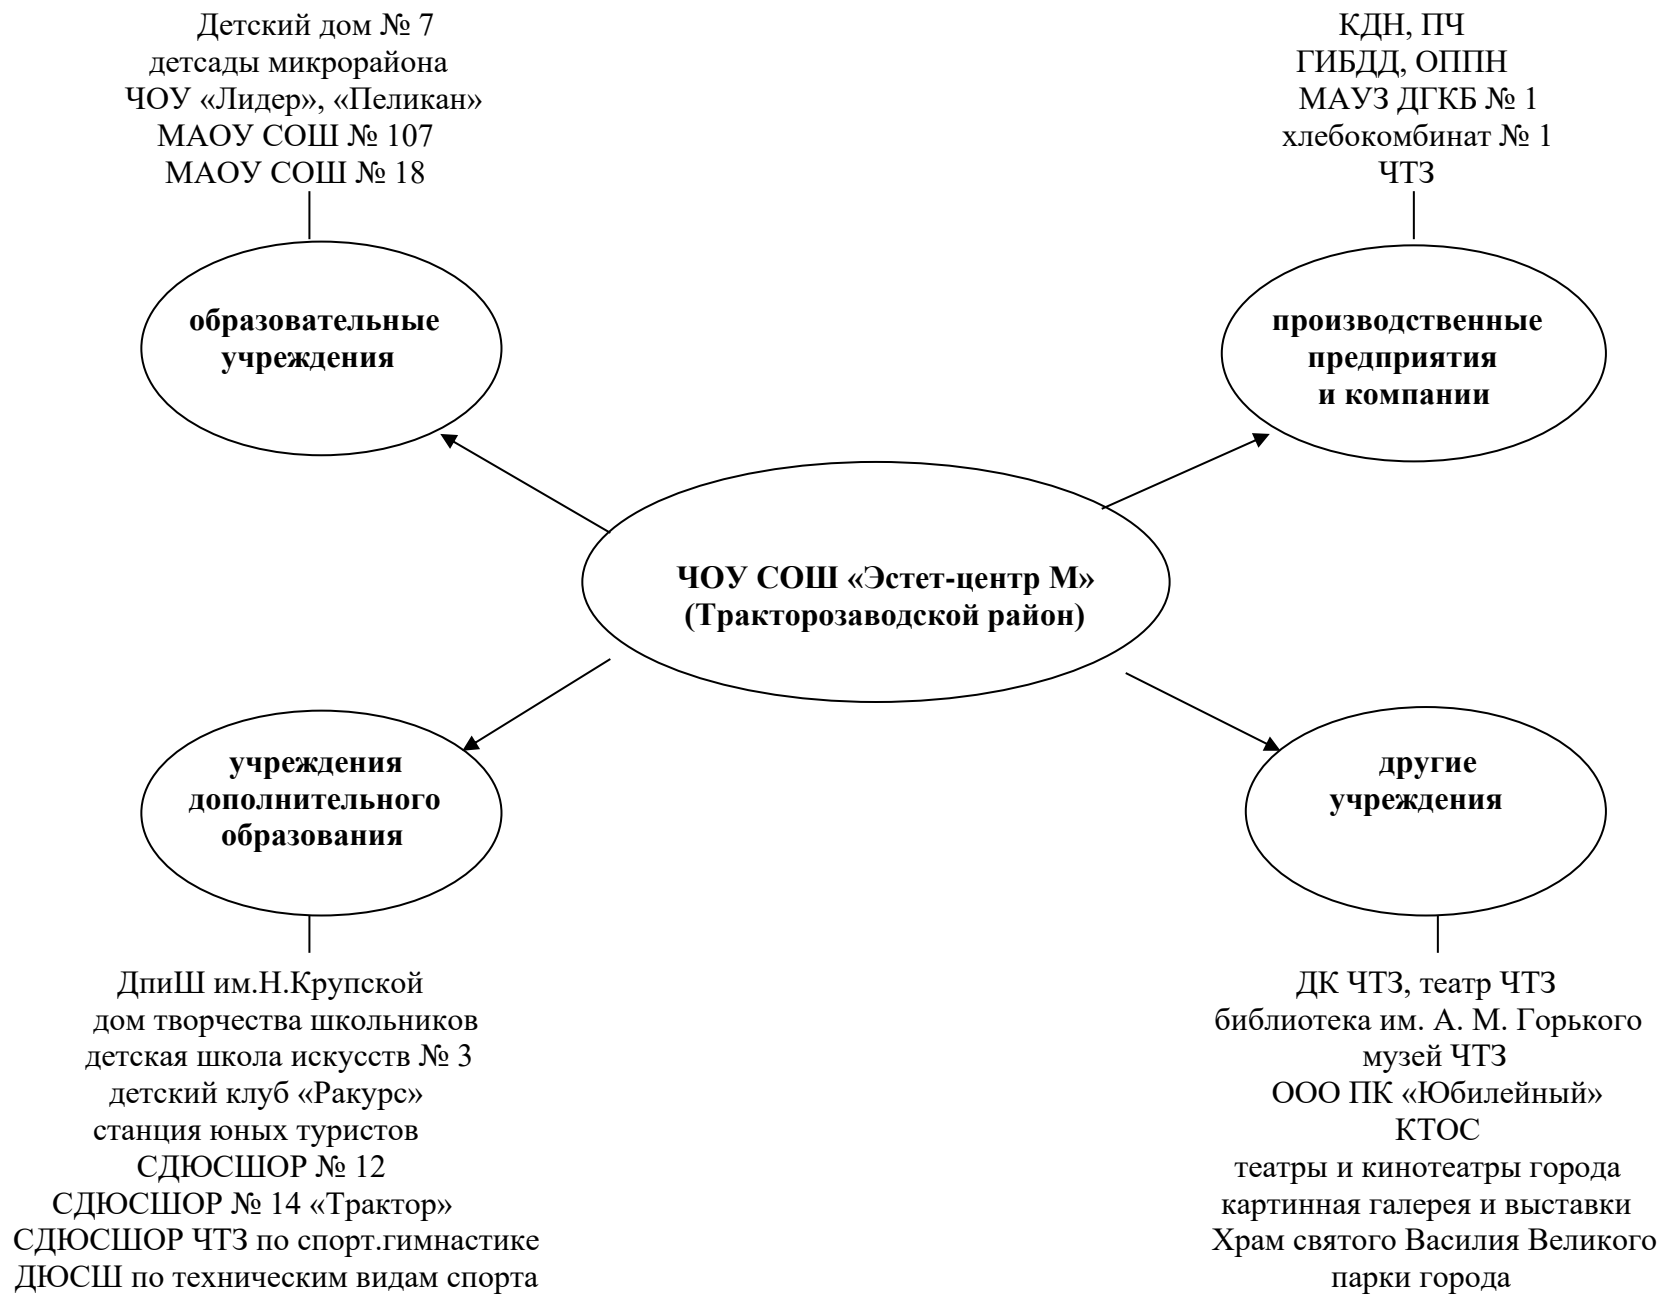 Детский дом № 7
детсады микрорайона
ЧОУ «Лидер», «Пеликан»
МАОУ СОШ № 107
МАОУ СОШ № 18
КДН, ПЧ
ГИБДД, ОППН
МАУЗ ДГКБ № 1
хлебокомбинат № 1
ЧТЗ
образовательные
учреждения
производственные
предприятия
и компании
ЧОУ СОШ «Эстет-центр М»
(Тракторозаводской район)
учреждения
дополнительного
образования
другие
учреждения
ДпиШ им.Н.Крупской
дом творчества школьников
детская школа искусств № 3
детский клуб «Ракурс»
станция юных туристов
СДЮСШОР № 12
СДЮСШОР № 14 «Трактор»
СДЮСШОР ЧТЗ по спорт.гимнастике
ДЮСШ по техническим видам спорта
ДК ЧТЗ, театр ЧТЗ
библиотека им. А. М. Горького
музей ЧТЗ
ООО ПК «Юбилейный»
КТОС
театры и кинотеатры города
картинная галерея и выставки
Храм святого Василия Великого
парки города